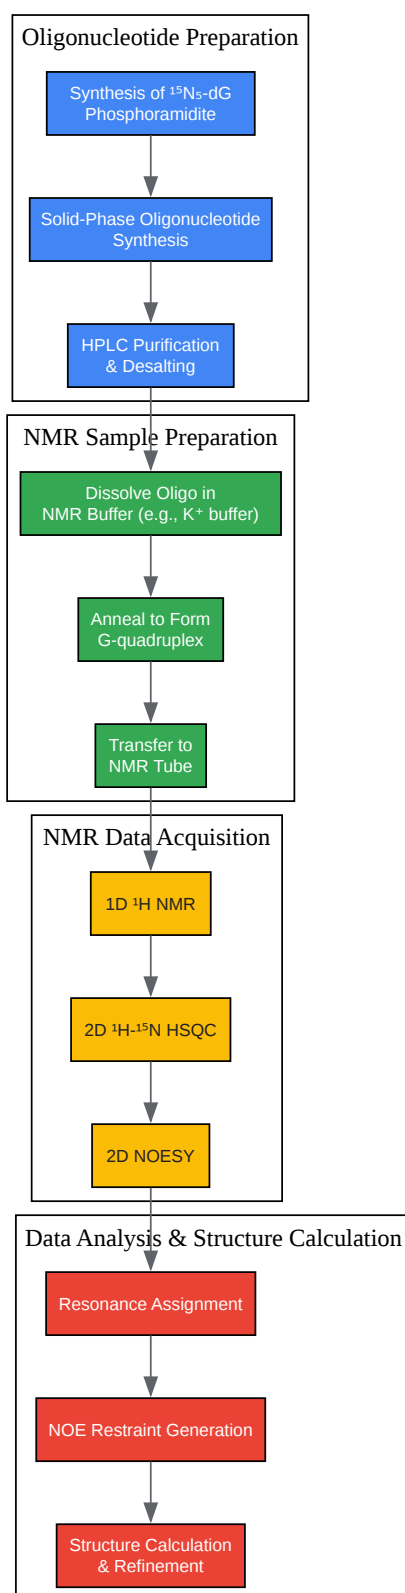 Oligonucleotide Preparation
Synthesis of ¹⁵N₅-dG
Phosphoramidite
Solid-Phase Oligonucleotide
Synthesis
HPLC Purification
& Desalting
NMR Sample Preparation
Dissolve Oligo in
NMR Buffer (e.g., K⁺ buffer)
Anneal to Form
G-quadruplex
Transfer to
NMR Tube
NMR Data Acquisition
1D ¹H NMR
2D ¹H-¹⁵N HSQC
2D NOESY
Data Analysis & Structure Calculation
Resonance Assignment
NOE Restraint Generation
Structure Calculation
& Refinement